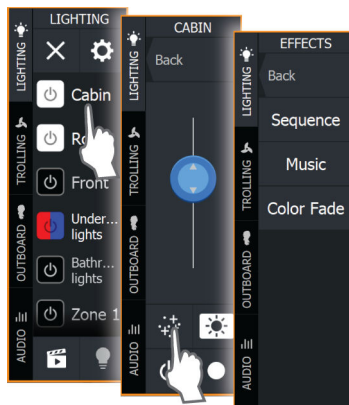 LIGHTING
LIGHTING
TROLLING
OUTBOARD
AUDIO
Cabin
Front
Under...
lights
Bathr...
lights
Zone 1
CABIN
LIGHTING
TROLLING
OUTBOARD
AUDIO
Back
EFFECTS
LIGHTING
TROLLING
OUTBOARD
AUDIO
Back
Sequence
Music
Color Fade